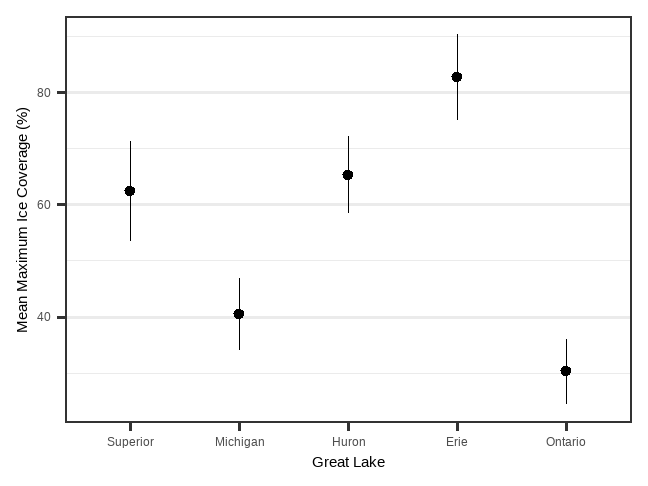 Mean Maximum Ice Coverage (%)
80
60
40
Superior Michigan Huron Erie Ontario
Great Lake